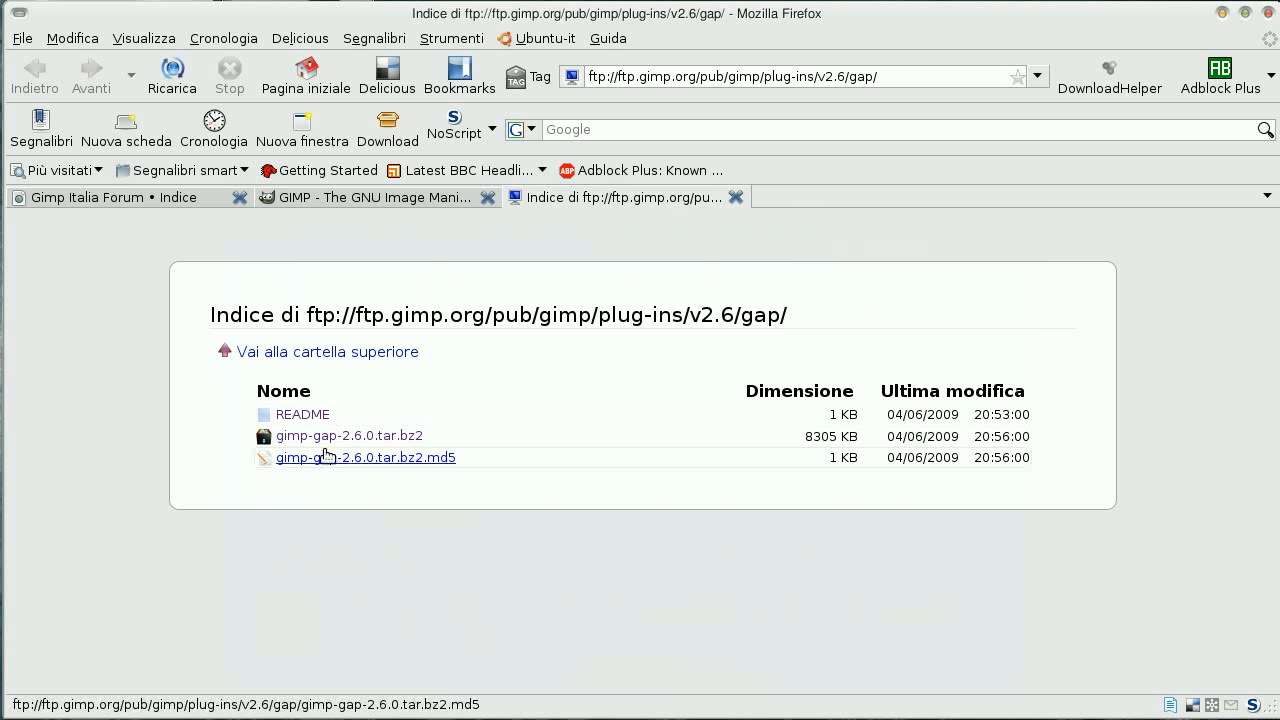 Indice di ftp://ftp.gimp.org/pub/gimp/plug-ins/v2.6/gap/ - Mozilla Firefox
File Modifica Visualizza Cronologia Delicious Segnalibri Strumenti Ubuntu-it Guida
Indietro Avanti Ricarica Stop Pagina iniziale Delicious Bookmarks TAG Tag ftp://ftp.gimp.org/pub/gimp/plug-ins/v2.6/gap/ DownloadHelper AB Adblock Plus
Segnalibri Nuova scheda Cronologia Nuova finestra Download S NoScript G Google
Più visitati Segnalibri smart Getting Started Latest BBC Headli... ABP Adblock Plus: Known ...
Gimp Italia Forum • Indice GIMP - The GNU Image Mani... Indice di ftp://ftp.gimp.org/pu...
Indice di ftp://ftp.gimp.org/pub/gimp/plug-ins/v2.6/gap/
Vai alla cartella superiore
Nome Dimensione Ultima modifica
README 1 KB 04/06/2009 20:53:00
gimp-gap-2.6.0.tar.bz2 8305 KB 04/06/2009 20:56:00
gimp-gap-2.6.0.tar.bz2.md5 1 KB 04/06/2009 20:56:00
ftp://ftp.gimp.org/pub/gimp/plug-ins/v2.6/gap/gimp-gap-2.6.0.tar.bz2.md5 S